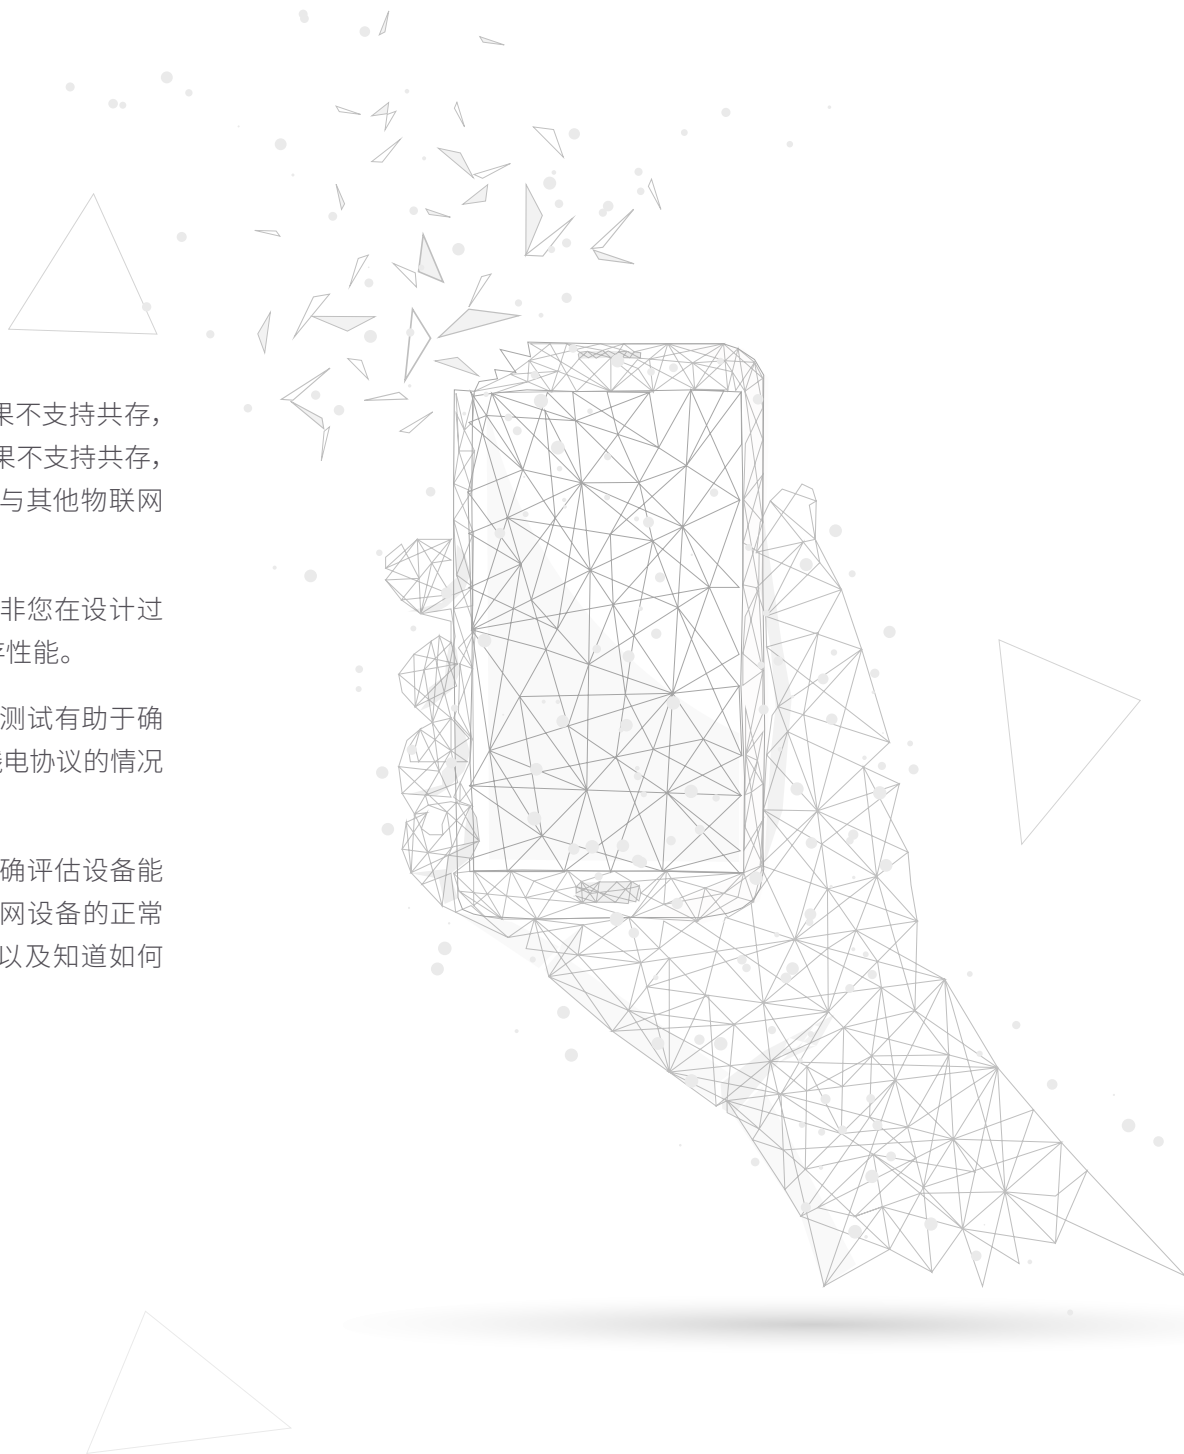 果不支持共存，
果不支持共存，
与其他物联网
非您在设计过
性能。
测试有助于确
电协议的情况
确评估设备能
网设备的正常
以及知道如何